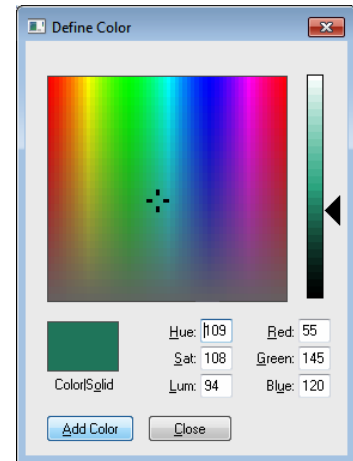 Define Color
Hue: 109 Red: 55
Sat: 108 Green: 145
Lum: 94 Blue: 120
Color|Solid
Add Color Close